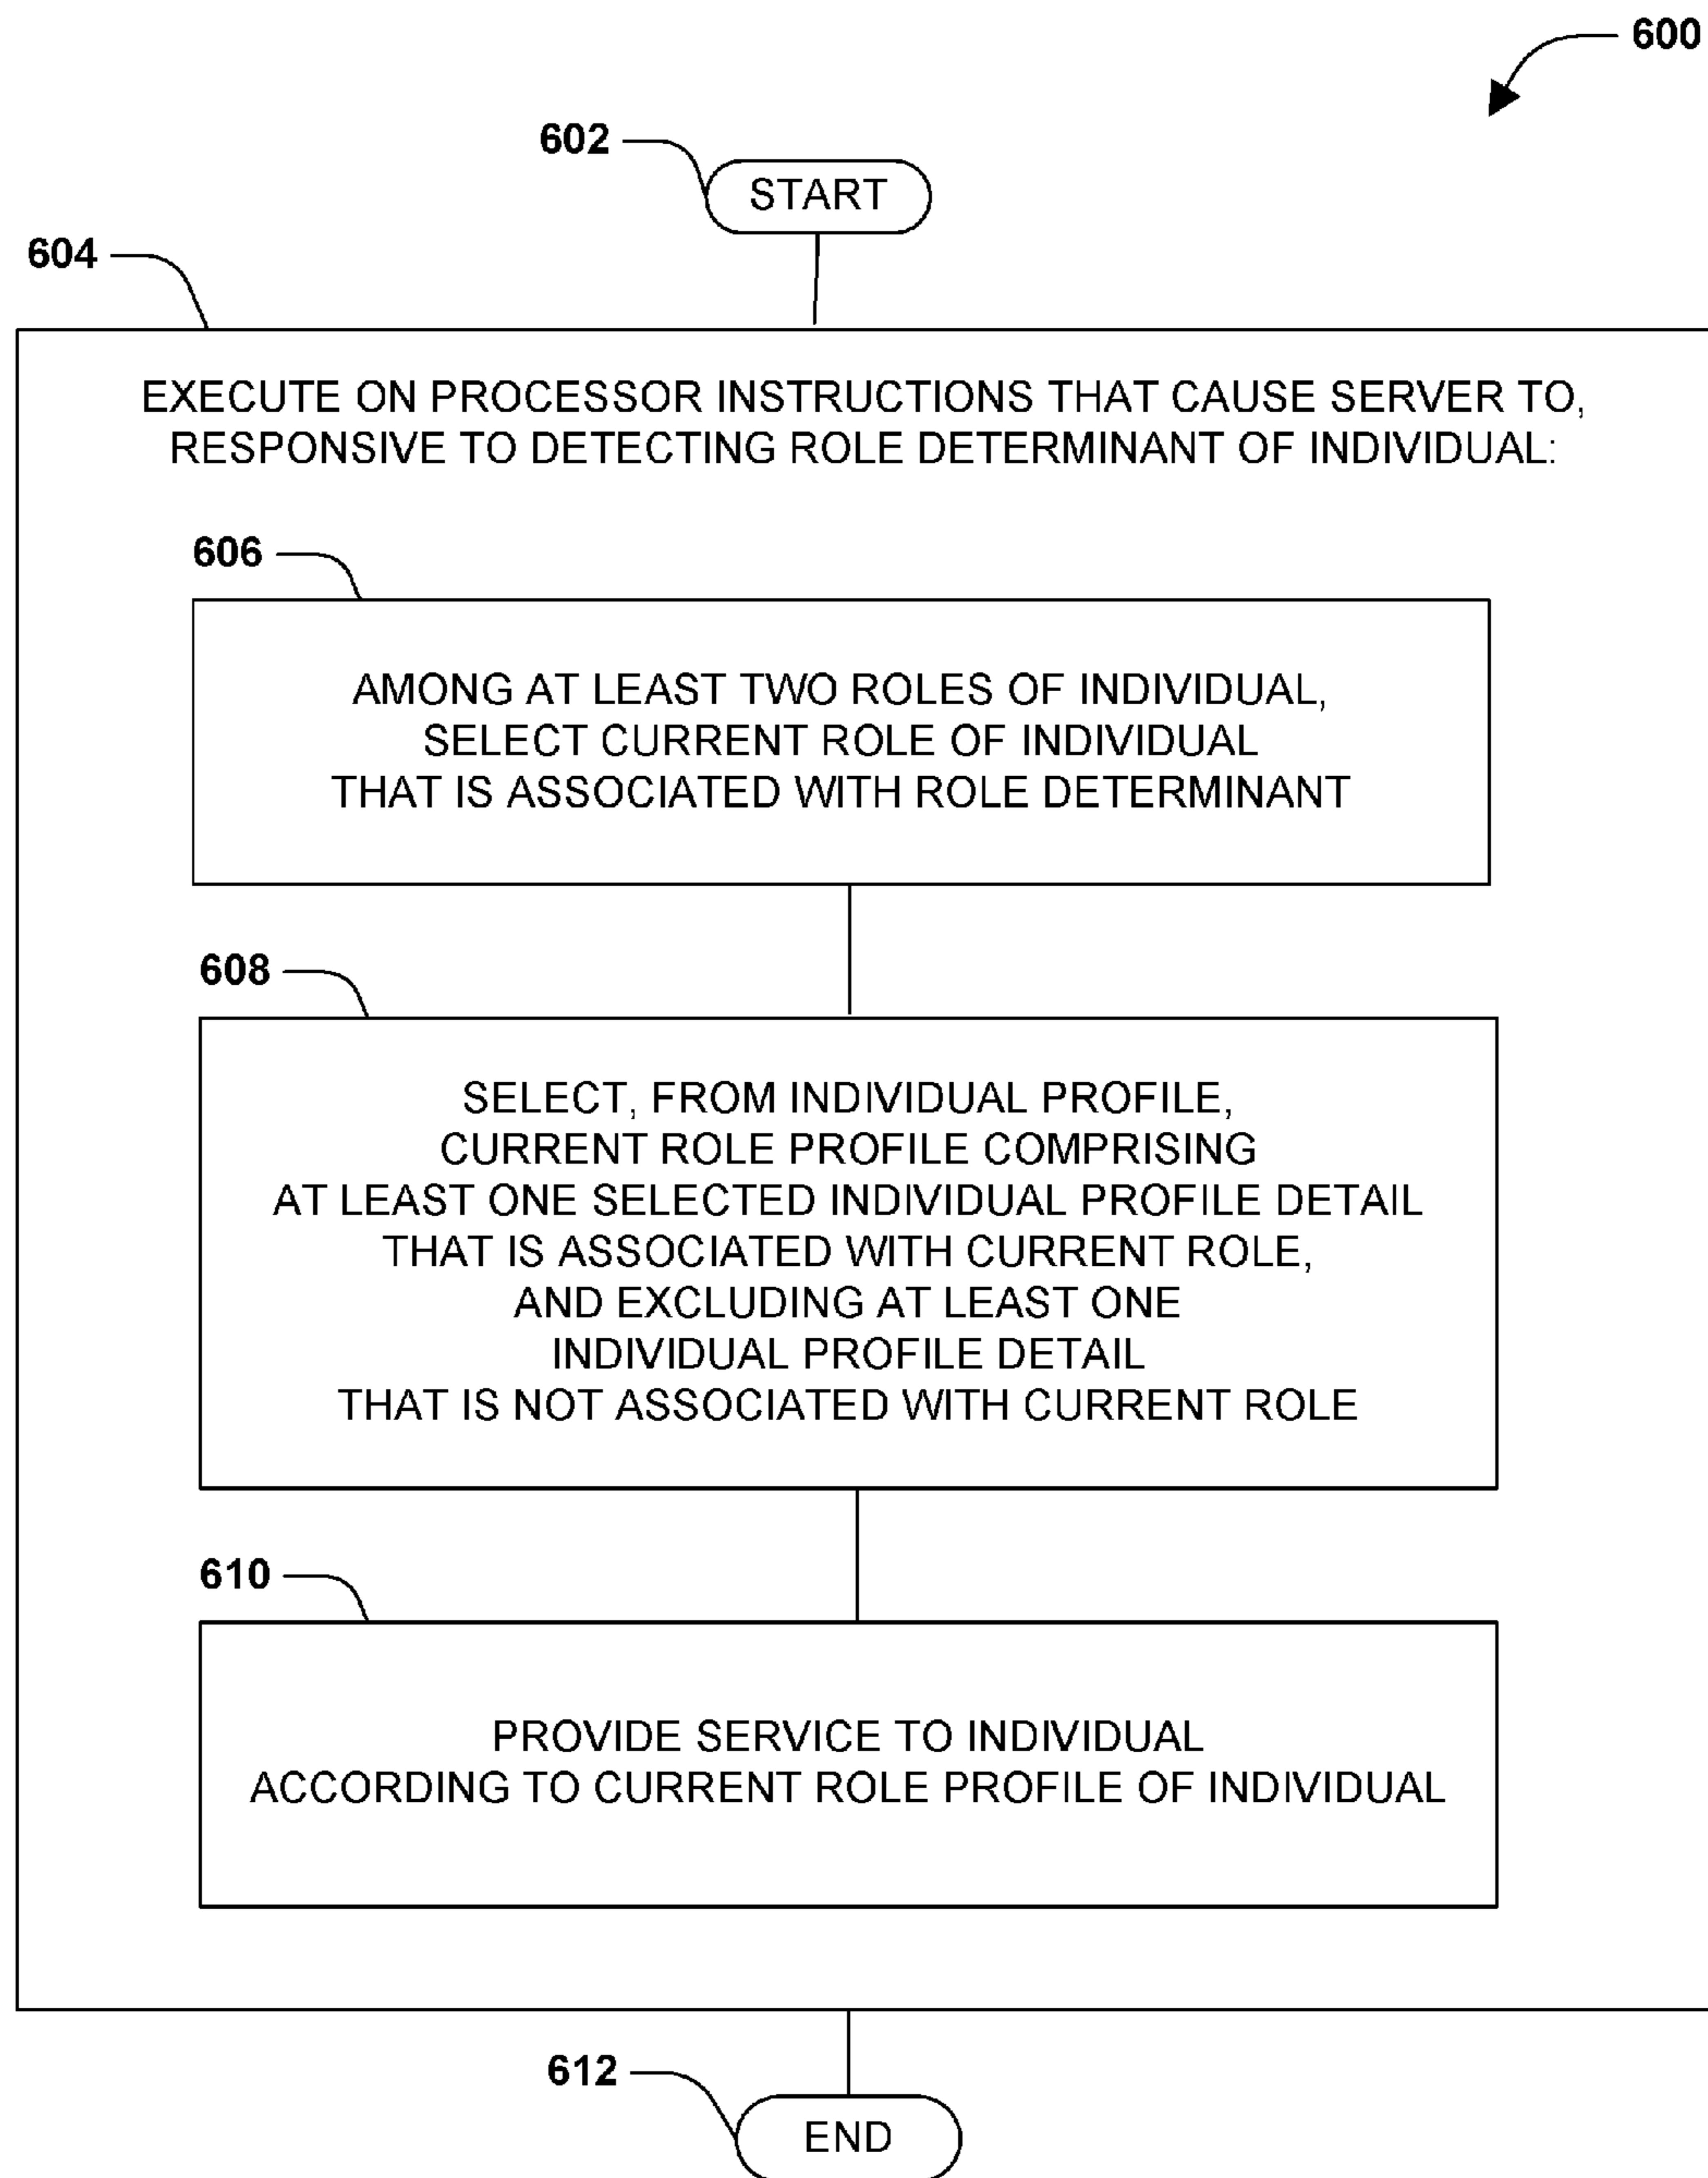 600
602
START
604
EXECUTE ON PROCESSOR INSTRUCTIONS THAT CAUSE SERVER TO,
RESPONSIVE TO DETECTING ROLE DETERMINANT OF INDIVIDUAL:
606
AMONG AT LEAST TWO ROLES OF INDIVIDUAL,
SELECT CURRENT ROLE OF INDIVIDUAL
THAT IS ASSOCIATED WITH ROLE DETERMINANT
608
SELECT, FROM INDIVIDUAL PROFILE,
CURRENT ROLE PROFILE COMPRISING
AT LEAST ONE SELECTED INDIVIDUAL PROFILE DETAIL
THAT IS ASSOCIATED WITH CURRENT ROLE,
AND EXCLUDING AT LEAST ONE
INDIVIDUAL PROFILE DETAIL
THAT IS NOT ASSOCIATED WITH CURRENT ROLE
610
PROVIDE SERVICE TO INDIVIDUAL
ACCORDING TO CURRENT ROLE PROFILE OF INDIVIDUAL
612
END